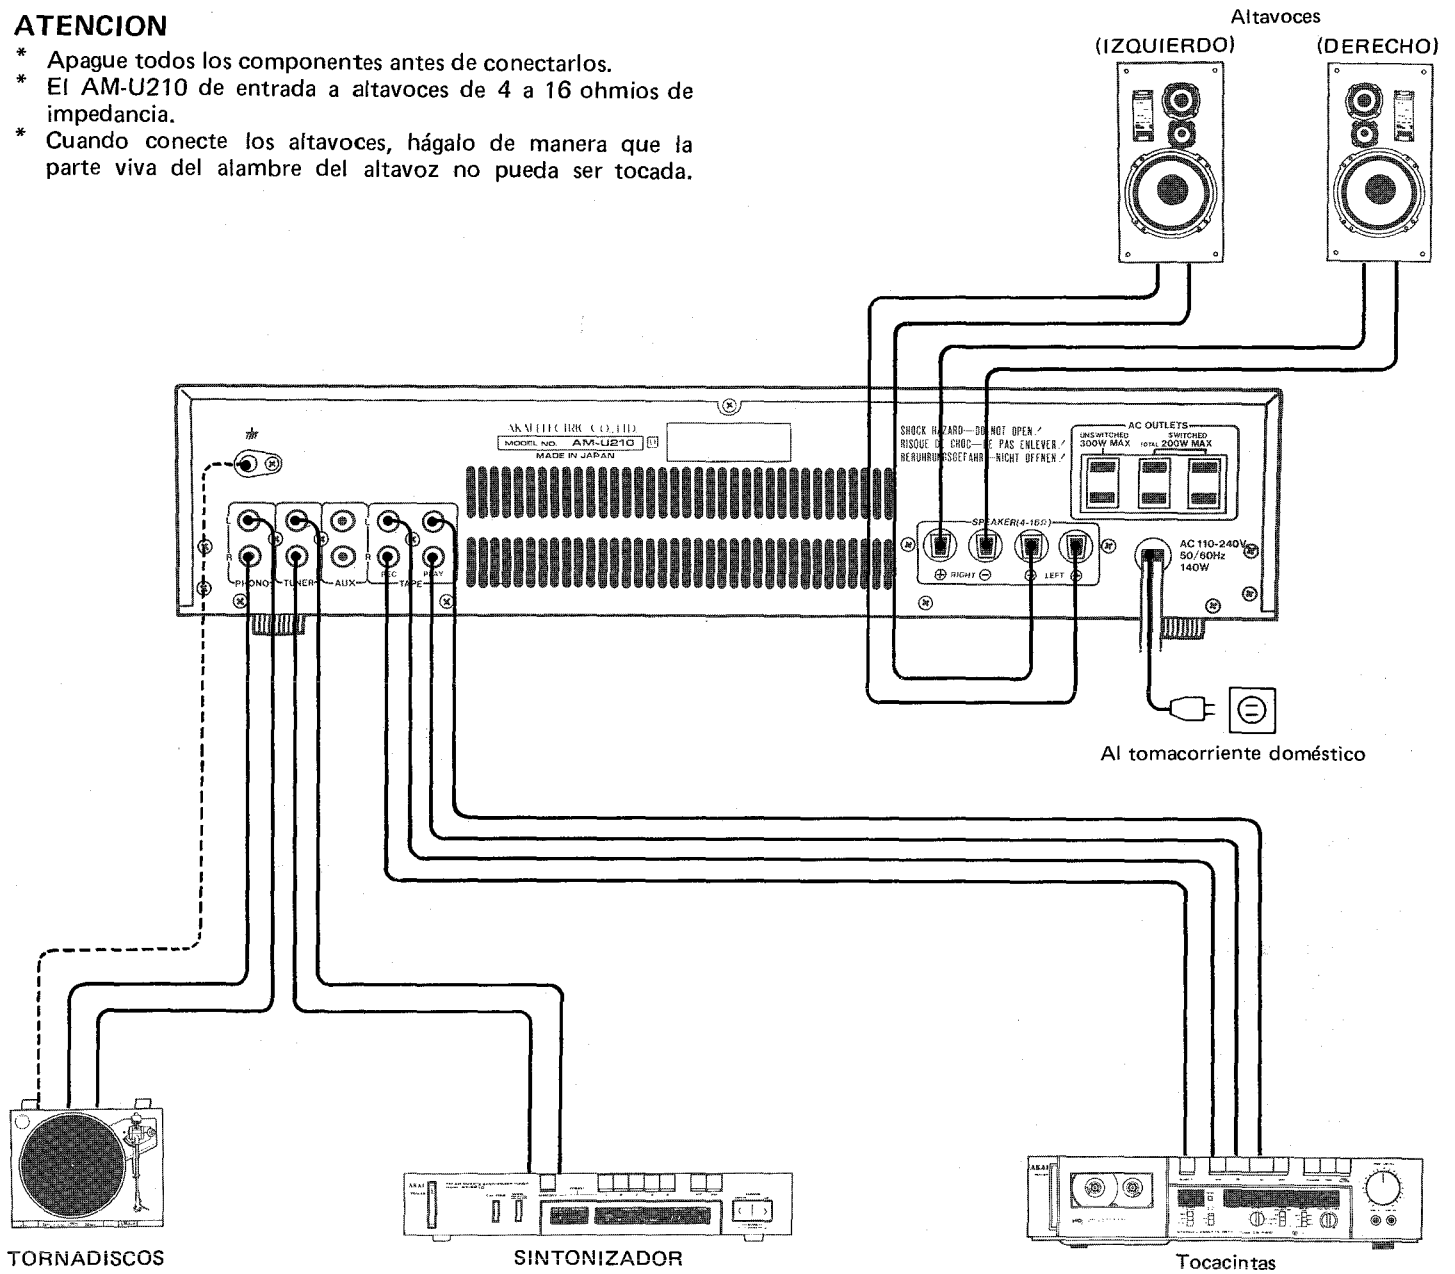 ATENCION
* Apague todos los componentes antes de conectarlos.
* El AM-U210 de entrada a altavoces de 4 a 16 ohmios de
impedancia.
* Cuando conecte los altavoces, hágalo de manera que la
parte viva del alambre del altavoz no pueda ser tocada.
Altavoces
(IZQUIERDO) (DERECHO)
AKAI ELECTRIC CO., LTD.
MODEL NO. AM-U210
MADE IN JAPAN
SHOCK HAZARD—DO NOT OPEN!
RISQUE DE CHOC—NE PAS ENLEVER!
BERUHRUNGSGEFAHR—NICHT OFFNEN!
AC OUTLETS
UNSWITCHED SWITCHED
300W MAX TOTAL 200W MAX
SPEAKER(4-16Ω)
⊕ RIGHT ⊖ LEFT
AC 110-240V
50/60Hz
140W
L L
R R
REC PLAY
PHONO TUNER AUX TAPE
Al tomacorriente doméstico
AKAI
AKAI
TORNADISCOS
SINTONIZADOR
Tocacintas